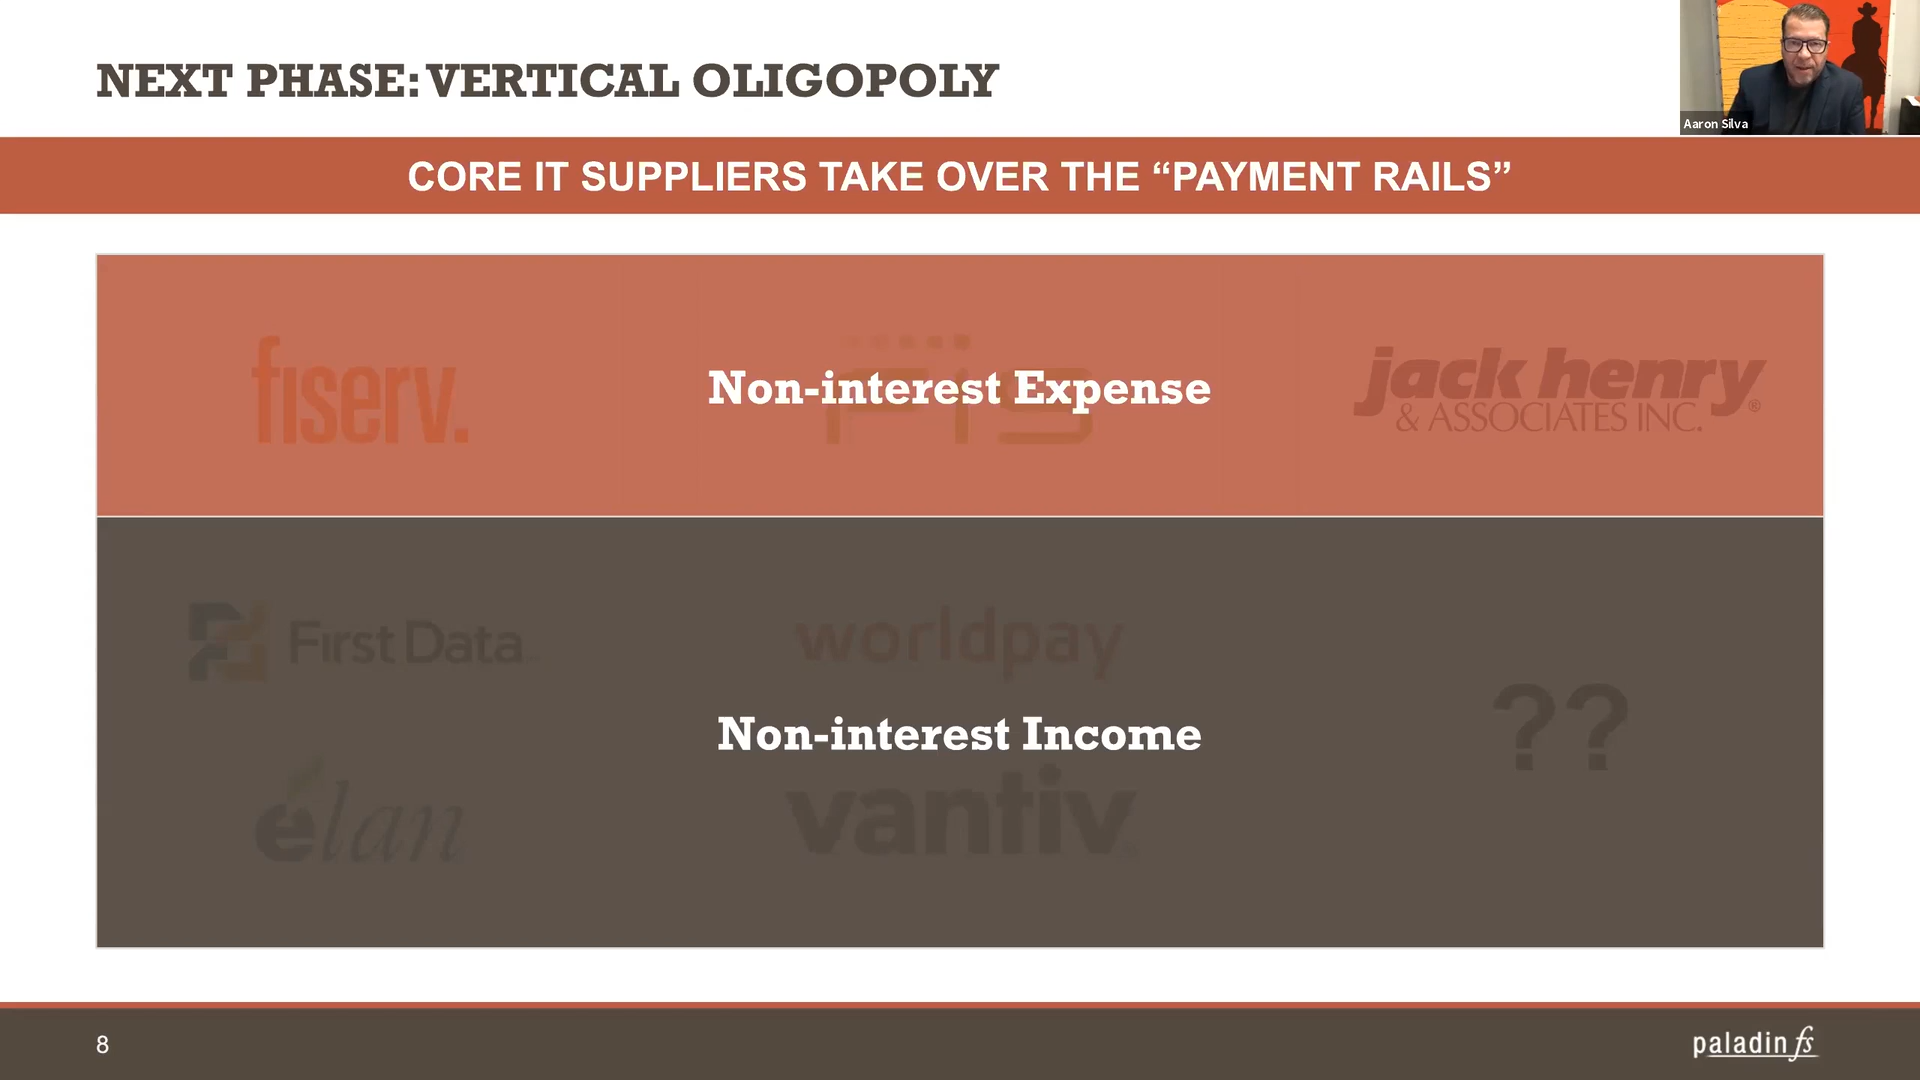 NEXT PHASE: VERTICAL OLIGOPOLY
Aaron Silva
CORE IT SUPPLIERS TAKE OVER THE “PAYMENT RAILS”
fiserv.
FIS
Non-interest Expense
jack henry
& ASSOCIATES INC.®
First Data
worldpay
??
Non-interest Income
élan
vantiv
8
paladin fs